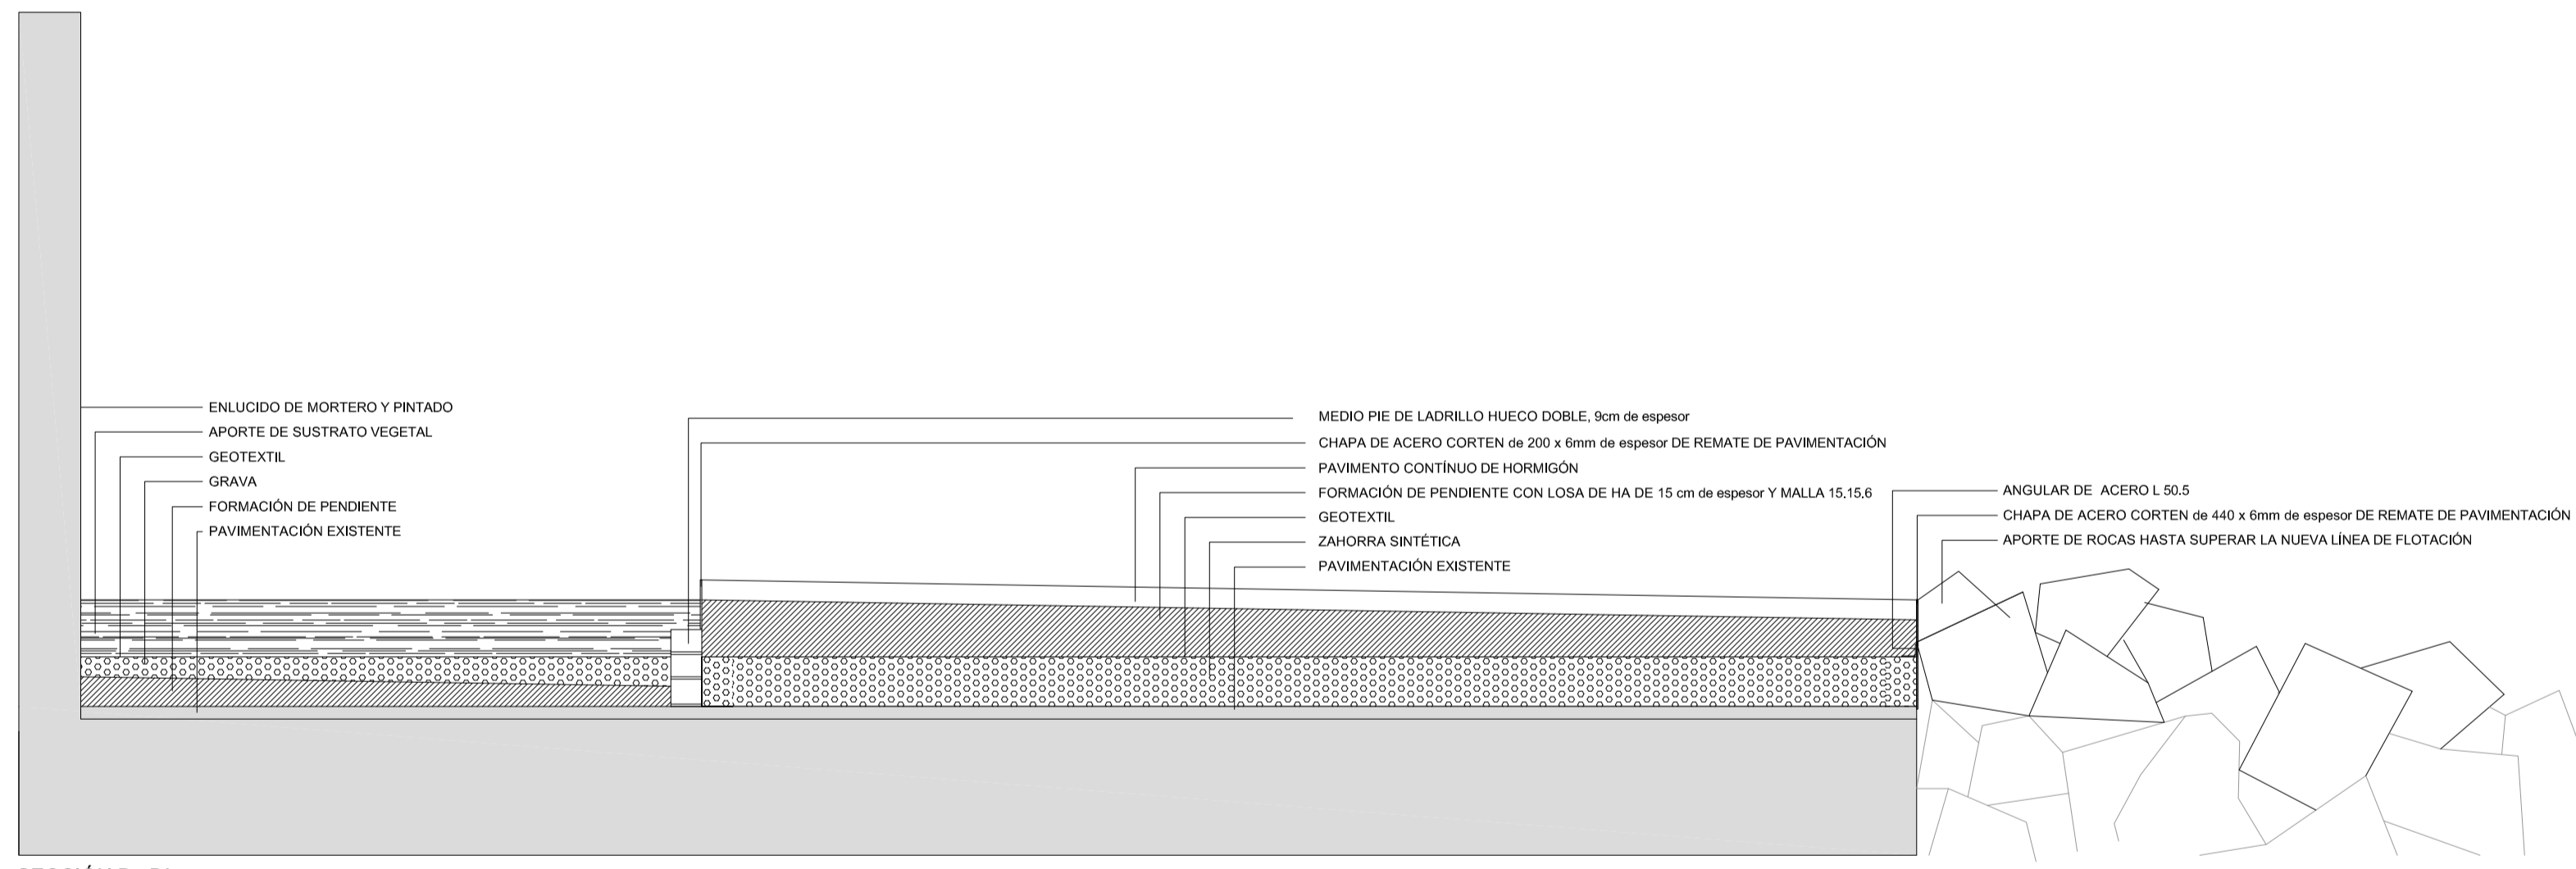 ENLUCIDO DE MORTERO Y PINTADO
APORTE DE SUSTRATO VEGETAL
GEOTEXTIL
GRAVA
FORMACIÓN DE PENDIENTE
PAVIMENTACIÓN EXISTENTE
MEDIO PIE DE LADRILLO HUECO DOBLE, 9cm de espesor
CHAPA DE ACERO CORTEN de 200 x 6mm de espesor DE REMATE DE PAVIMENTACIÓN
PAVIMENTO CONTÍNUO DE HORMIGÓN
FORMACIÓN DE PENDIENTE CON LOSA DE HA DE 15 cm de espesor Y MALLA 15.15.6
GEOTEXTIL
ZAHORRA SINTÉTICA
PAVIMENTACIÓN EXISTENTE
ANGULAR DE ACERO L 50.5
CHAPA DE ACERO CORTEN de 440 x 6mm de espesor DE REMATE DE PAVIMENTACIÓN
APORTE DE ROCAS HASTA SUPERAR LA NUEVA LÍNEA DE FLOTACIÓN